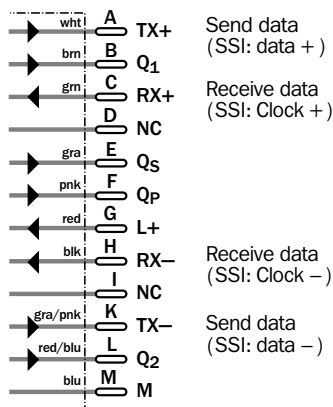 wht A TX+ Send data
(SSI: data +)
brn B Q1
grn C RX+ Receive data
(SSI: Clock +)
D NC
gra E QS
pnk F QP
red G L+
blk H RX− Receive data
(SSI: Clock −)
I NC
gra/pnk K TX− Send data
(SSI: data −)
red/blu L Q2
blu M M